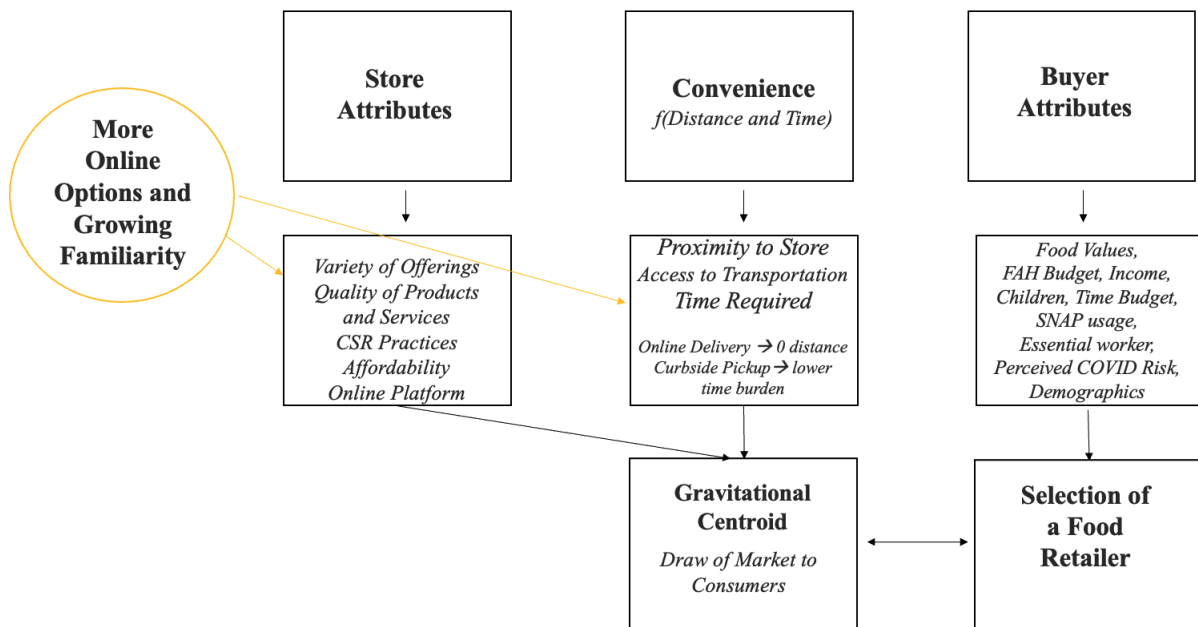 More
Online
Options and
Growing
Familiarity
Store
Attributes
Convenience
f(Distance and Time)
Buyer
Attributes
Variety of Offerings
Quality of Products
and Services
CSR Practices
Affordability
Online Platform
Proximity to Store
Access to Transportation
Time Required
Online Delivery → 0 distance
Curbside Pickup→ lower
time burden
Food Values,
FAH Budget, Income,
Children, Time Budget,
SNAP usage,
Essential worker,
Perceived COVID Risk,
Demographics
Gravitational
Centroid
Draw of Market to
Consumers
Selection of
a Food
Retailer